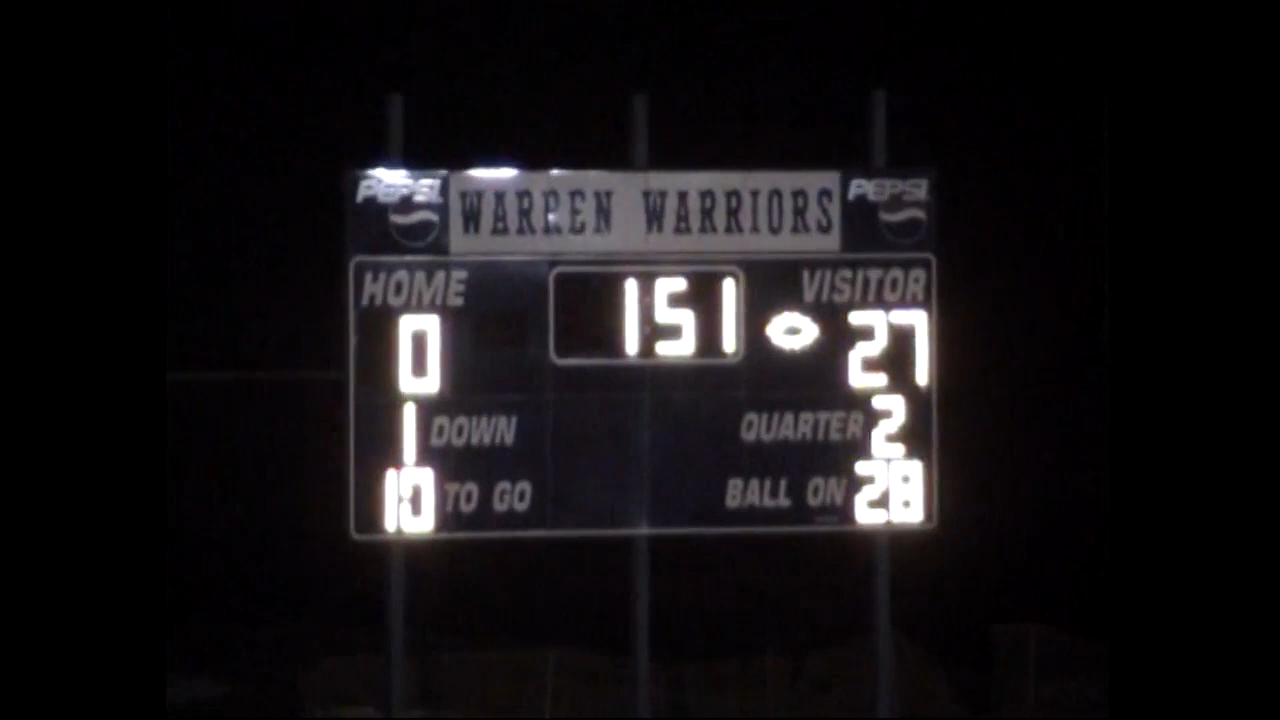 PEPSI WARREN WARRIORS PEPSI
HOME 151 VISITOR
0 27
1 DOWN QUARTER 2
10 TO GO BALL ON 28